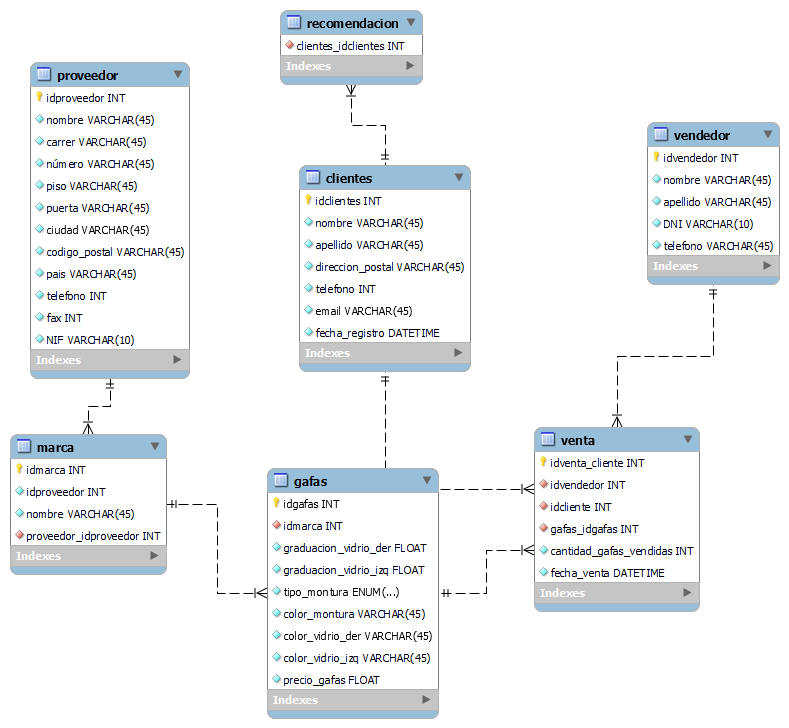 recomendacion
clientes_idclientes INT
Indexes
proveedor
idproveedor INT
nombre VARCHAR(45)
carrer VARCHAR(45)
número VARCHAR(45)
piso VARCHAR(45)
puerta VARCHAR(45)
ciudad VARCHAR(45)
codigo_postal VARCHAR(45)
pais VARCHAR(45)
telefono INT
fax INT
NIF VARCHAR(10)
Indexes
clientes
idclientes INT
nombre VARCHAR(45)
apellido VARCHAR(45)
direccion_postal VARCHAR(45)
telefono INT
email VARCHAR(45)
fecha_registro DATETIME
Indexes
vendedor
idvendedor INT
nombre VARCHAR(45)
apellido VARCHAR(45)
DNI VARCHAR(10)
telefono VARCHAR(45)
Indexes
marca
idmarca INT
idproveedor INT
nombre VARCHAR(45)
proveedor_idproveedor INT
Indexes
gafas
idgafas INT
idmarca INT
graduacion_vidrio_der FLOAT
graduacion_vidrio_izq FLOAT
tipo_montura ENUM(...)
color_montura VARCHAR(45)
color_vidrio_der VARCHAR(45)
color_vidrio_izq VARCHAR(45)
precio_gafas FLOAT
Indexes
venta
idventa_cliente INT
idvendedor INT
idcliente INT
gafas_idgafas INT
cantidad_gafas_vendidas INT
fecha_venta DATETIME
Indexes